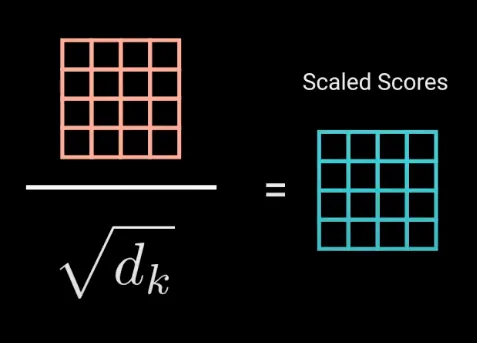 Scaled Scores
=
√d_k